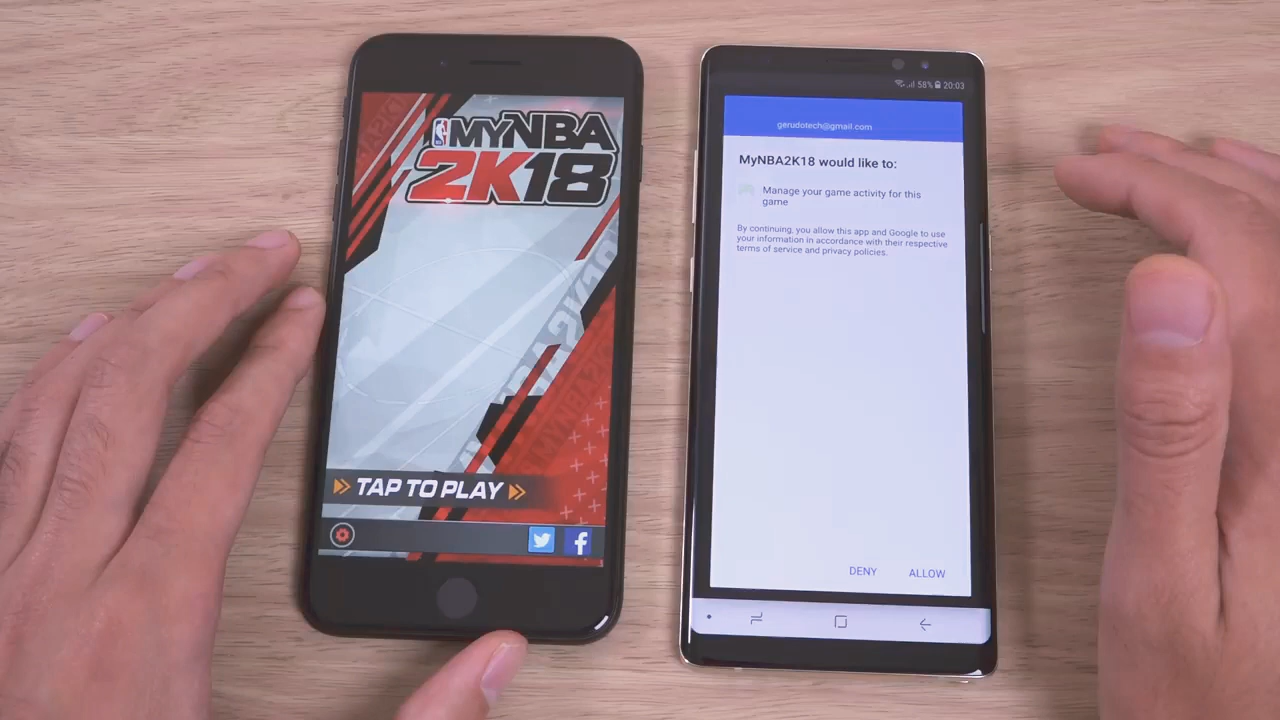 MYNBA
2K18
TAP TO PLAY
58% 20:03
gerudotech@gmail.com
MyNBA2K18 would like to:
Manage your game activity for this
game
By continuing, you allow this app and Google to use
your information in accordance with their respective
terms of service and privacy policies.
DENY ALLOW